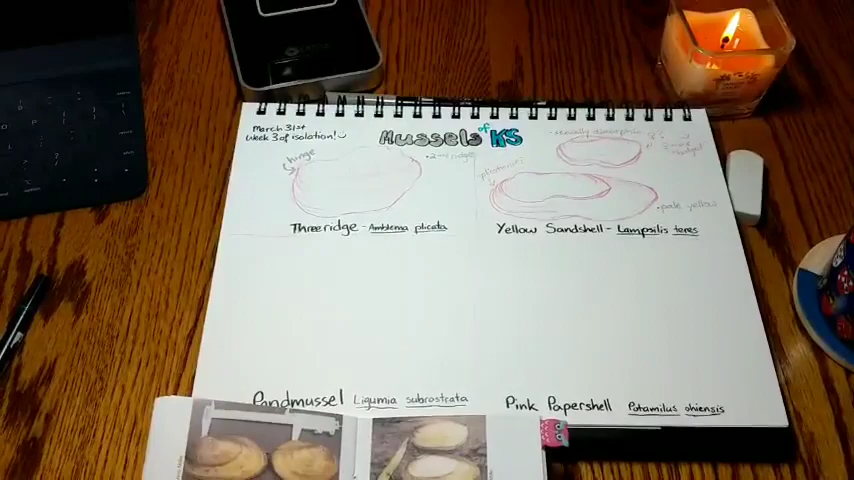 March 31st
Week 3 of isolation!
Mussels of KS
hinge
Threeridge - Amblema plicata
pale yellow
Yellow Sandshell - Lampsilis teres
Pondmussel Ligumia subrostrata
Pink Papershell Potamilus ohiensis